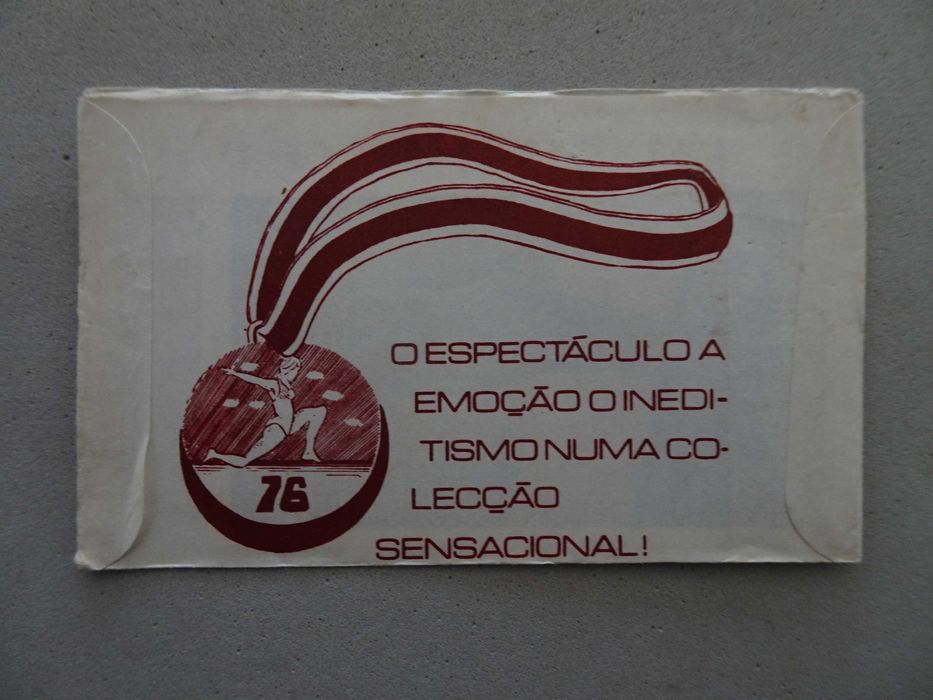 O ESPECTÁCULO A
EMOÇÃO O INEDI-
TISMO NUMA CO-
LECÇÃO
SENSACIONAL!
76